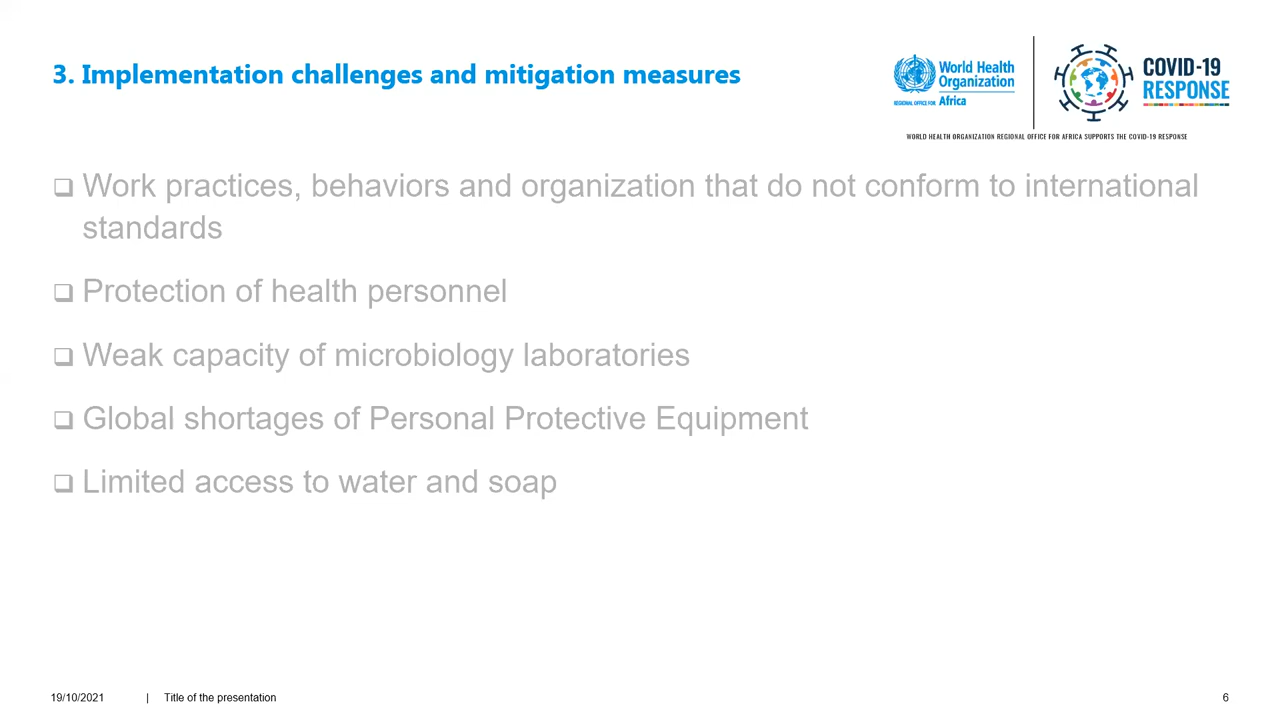 3. Implementation challenges and mitigation measures
World Health
Organization
REGIONAL OFFICE FOR Africa
COVID-19
RESPONSE
WORLD HEALTH ORGANIZATION REGIONAL OFFICE FOR AFRICA SUPPORTS THE COVID-19 RESPONSE
Work practices, behaviors and organization that do not conform to international
standards
Protection of health personnel
Weak capacity of microbiology laboratories
Global shortages of Personal Protective Equipment
Limited access to water and soap
19/10/2021 | Title of the presentation 6